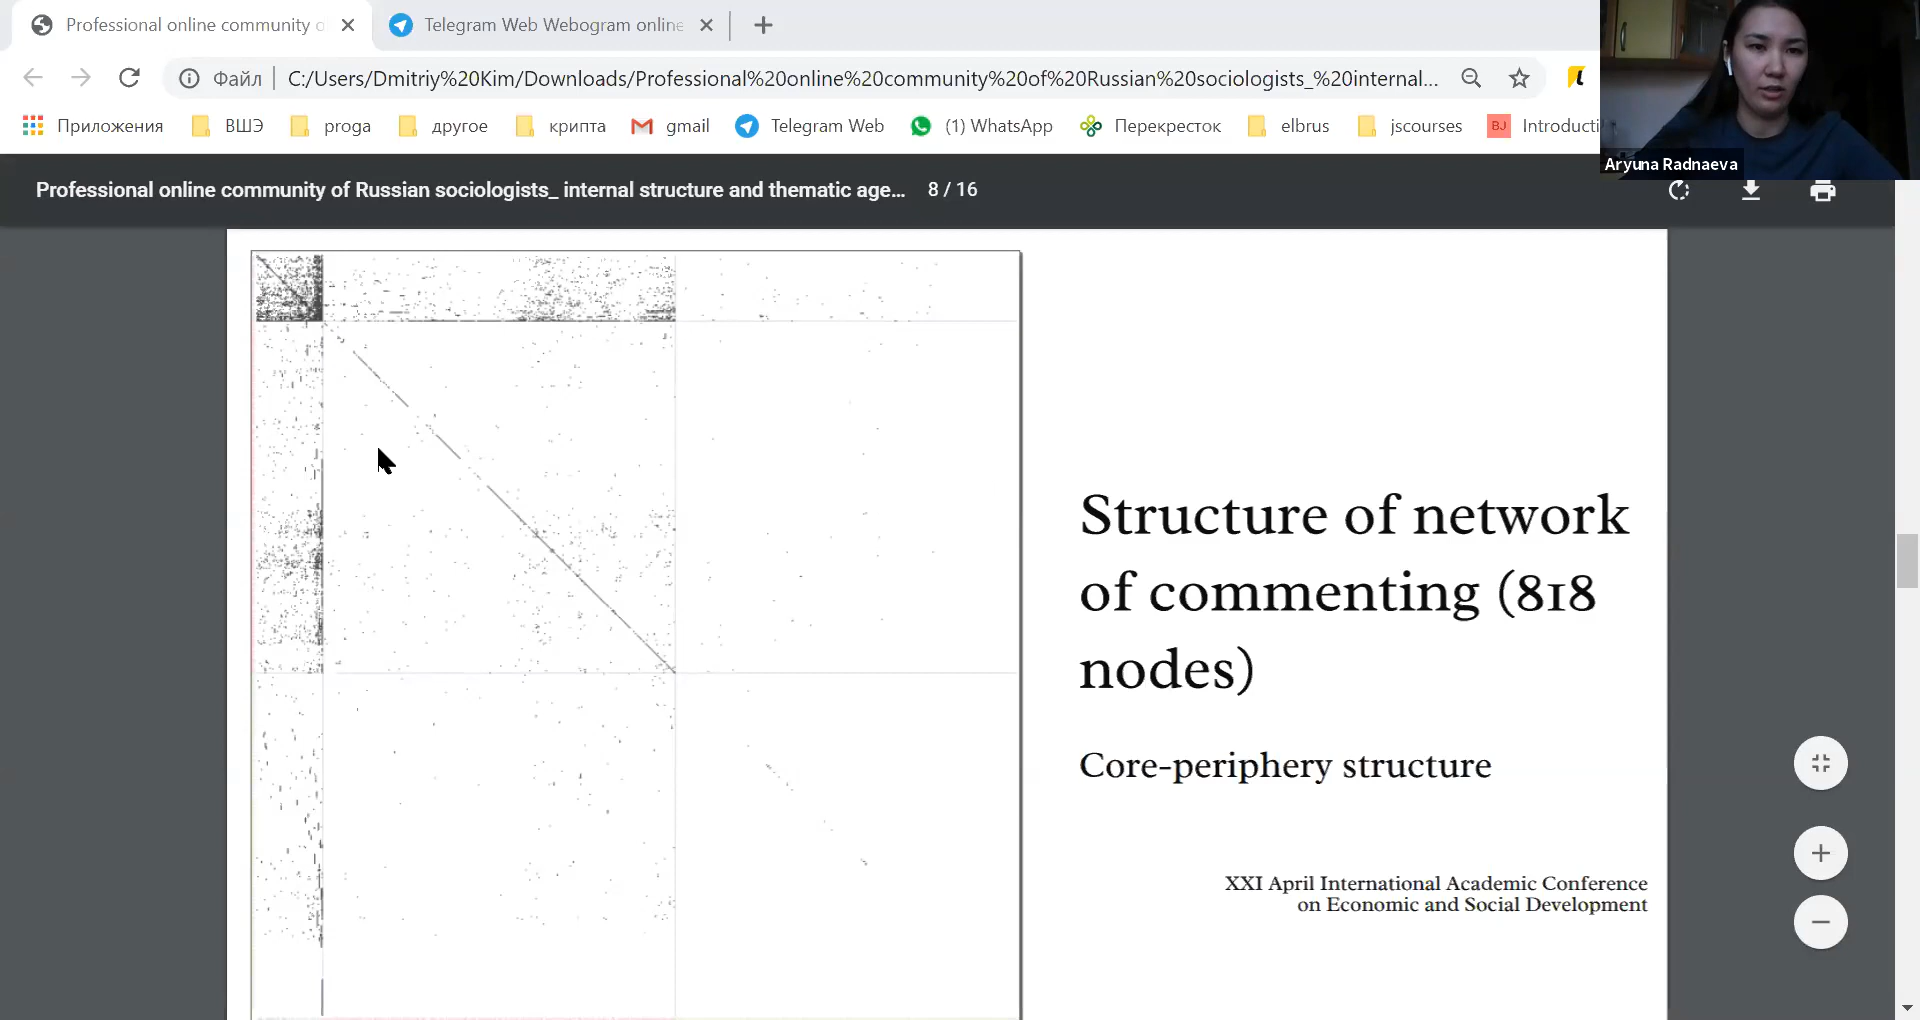 Professional online community o
Telegram Web Webogram online
Файл
C:/Users/Dmitriy%20Kim/Downloads/Professional%20online%20community%20of%20Russian%20sociologists_%20internal...
Приложения
ВШЭ
proga
другое
крипта
gmail
Telegram Web
(1) WhatsApp
Перекресток
elbrus
jscourses
BJ
Introducti
Aryuna Radnaeva
Professional online community of Russian sociologists_ internal structure and thematic age...
8 / 16
Structure of network
of commenting (818
nodes)
Core-periphery structure
XXI April International Academic Conference
on Economic and Social Development